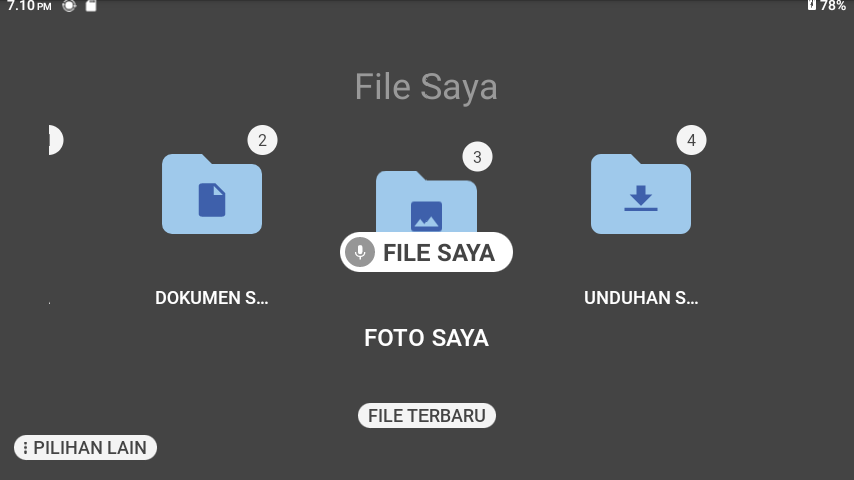 7.10 PM
78%
File Saya
2
3
4
FILE SAYA
DOKUMEN S...
UNDUHAN S...
FOTO SAYA
FILE TERBARU
PILIHAN LAIN